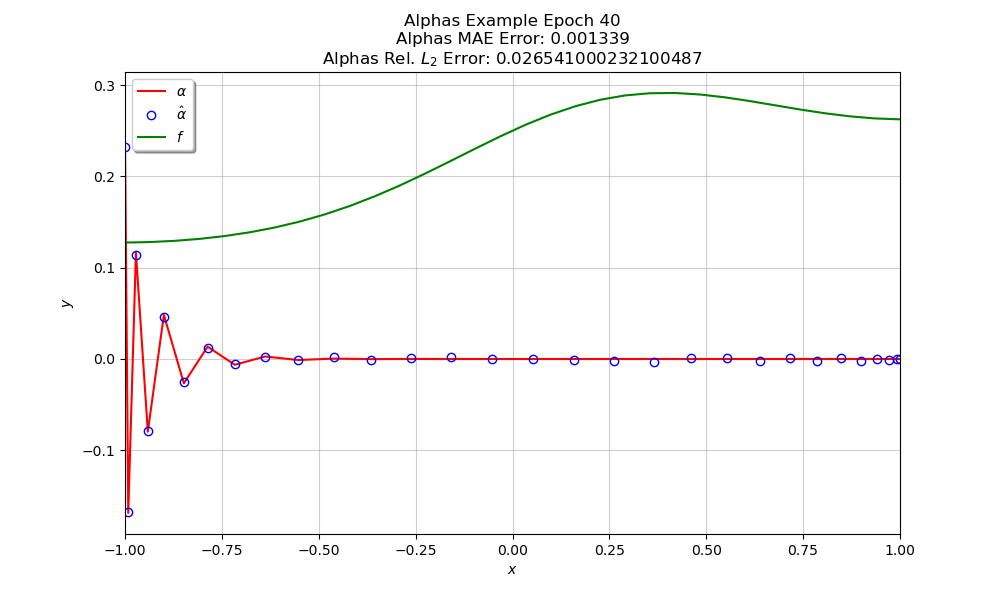 Alphas Example Epoch 40
Alphas MAE Error: 0.001339
Alphas Rel. $L_2$ Error: 0.026541000232100487
α
α̂
f
0.3
0.2
0.1
0.0
−0.1
y
−1.00 −0.75 −0.50 −0.25 0.00 0.25 0.50 0.75 1.00
x